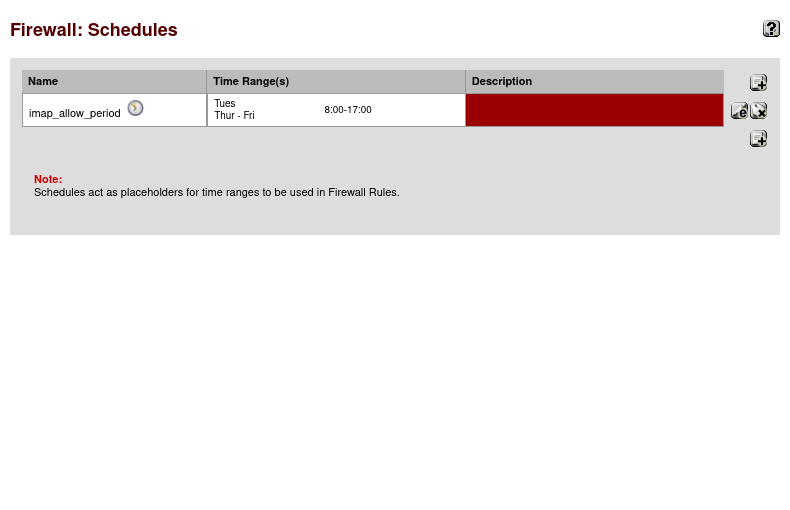 Firewall: Schedules
?
Name Time Range(s) Description
imap_allow_period Tues 8:00-17:00
Thur - Fri
e
Note:
Schedules act as placeholders for time ranges to be used in Firewall Rules.